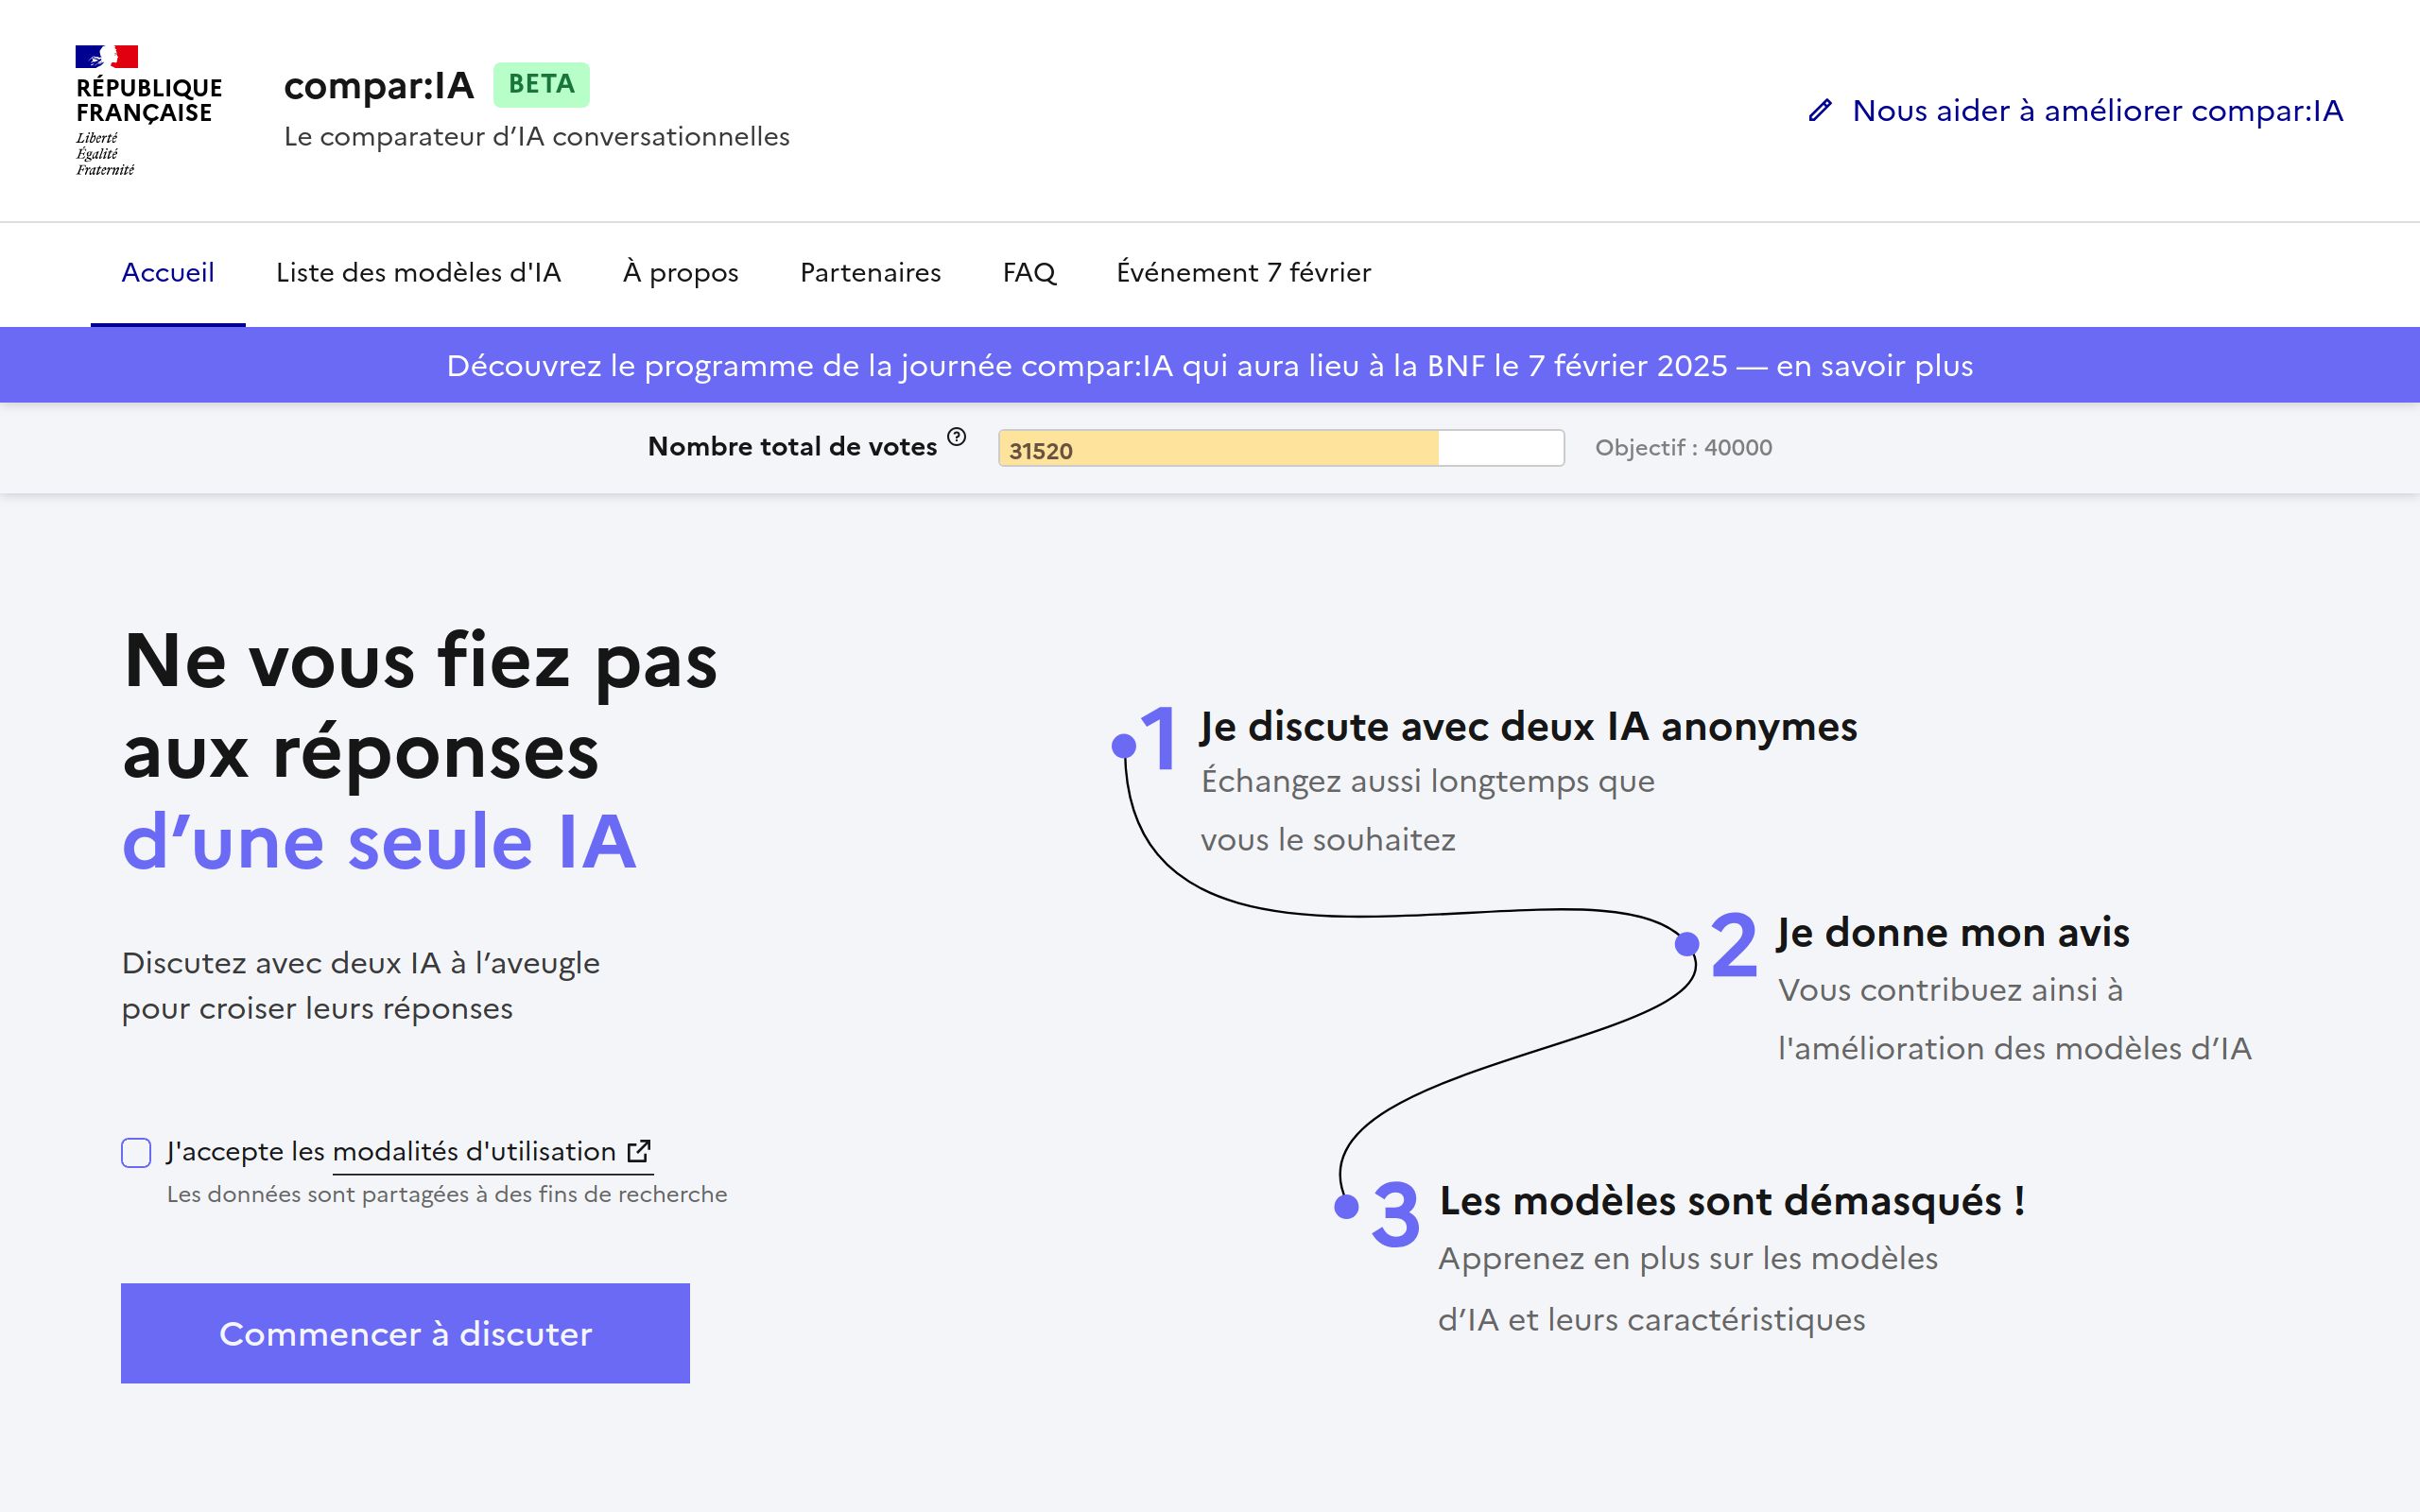 RÉPUBLIQUE
FRANÇAISE
Liberté
Égalité
Fraternité
compar:IA BETA
Le comparateur d’IA conversationnelles
Nous aider à améliorer compar:IA
Accueil Liste des modèles d'IA À propos Partenaires FAQ Événement 7 février
Découvrez le programme de la journée compar:IA qui aura lieu à la BNF le 7 février 2025 — en savoir plus
Nombre total de votes ? 31520 Objectif : 40000
Ne vous fiez pas
aux réponses
d’une seule IA
Discutez avec deux IA à l’aveugle
pour croiser leurs réponses
J'accepte les modalités d'utilisation
Les données sont partagées à des fins de recherche
Commencer à discuter
1 Je discute avec deux IA anonymes
Échangez aussi longtemps que
vous le souhaitez
2 Je donne mon avis
Vous contribuez ainsi à
l'amélioration des modèles d’IA
3 Les modèles sont démasqués !
Apprenez en plus sur les modèles
d’IA et leurs caractéristiques